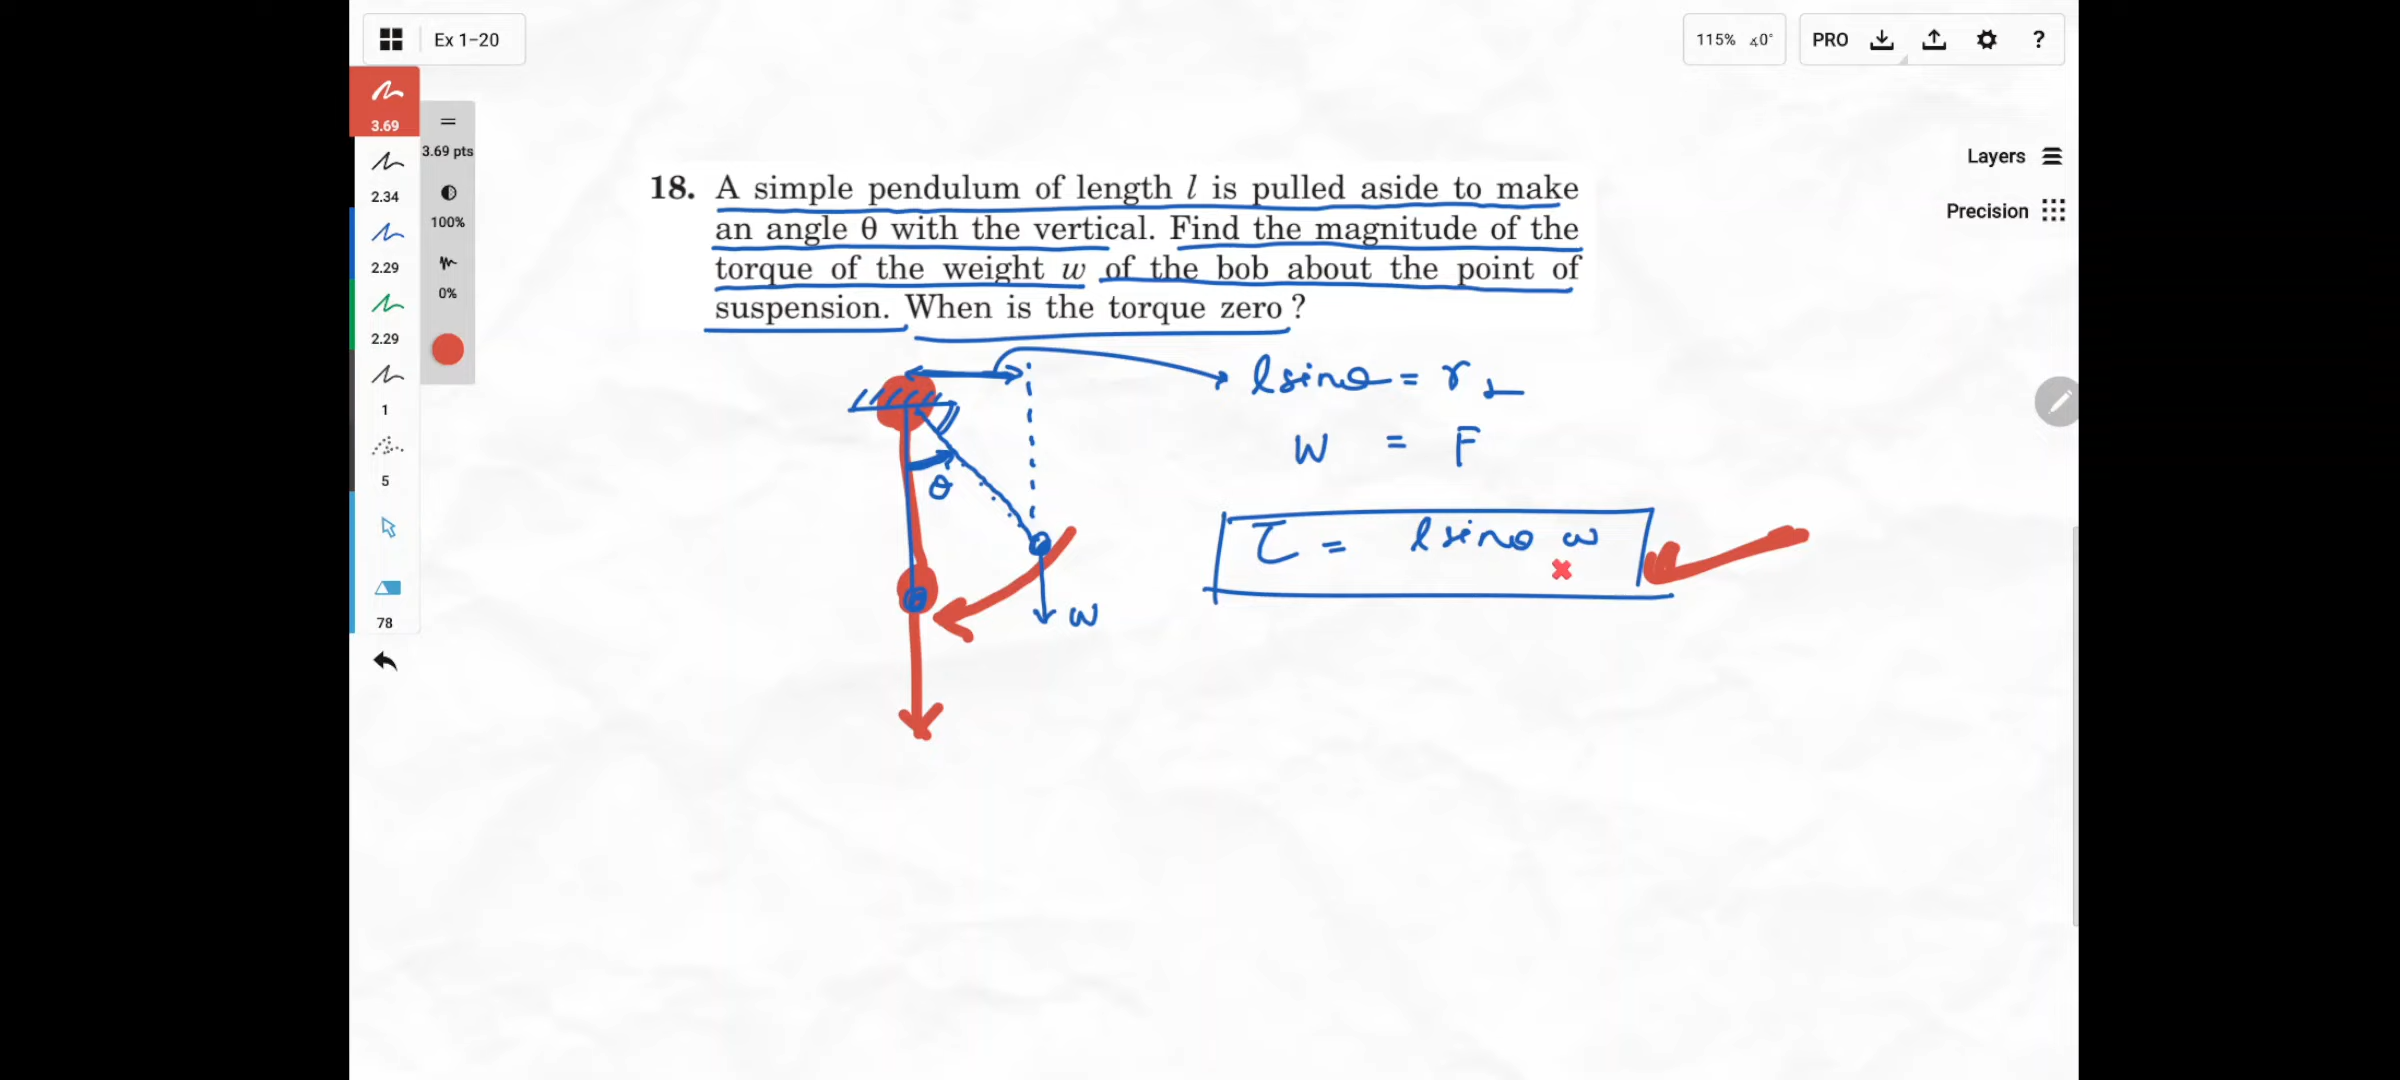 Ex 1–20
115% ∡0°
PRO
?
3.69
3.69 pts
2.34
100%
2.29
0%
2.29
1
5
78
Layers
Precision
18. A simple pendulum of length l is pulled aside to make
an angle θ with the vertical. Find the magnitude of the
torque of the weight w of the bob about the point of
suspension. When is the torque zero ?
l sinθ = r⊥
W = F
θ
τ = l sinθ w
w